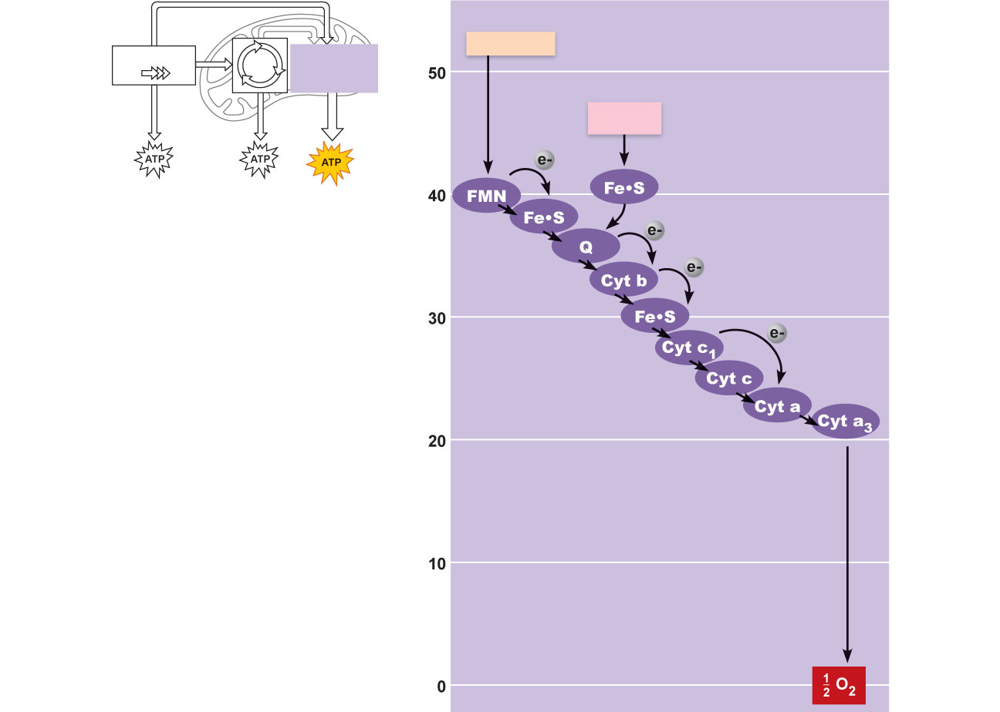 ATP
ATP
ATP
50
40
30
20
10
0
FMN
e-
Fe•S
Fe•S
Q
e-
Cyt b
e-
Fe•S
Cyt c1
e-
Cyt c
Cyt a
Cyt a3
1/2 O2